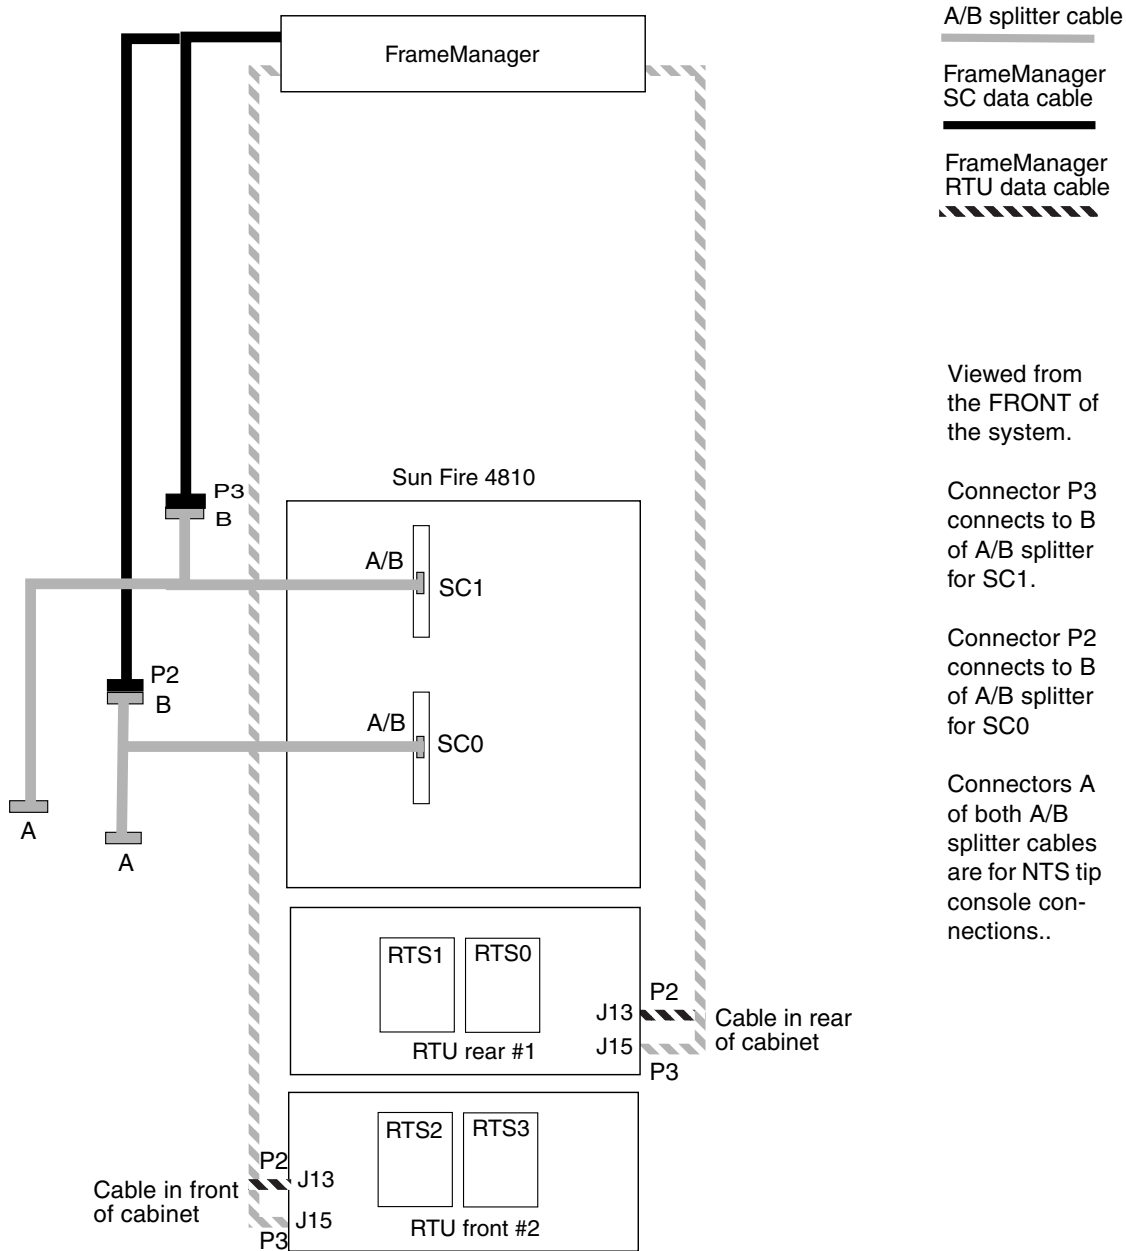 A/B splitter cable
FrameManager
FrameManager
SC data cable
FrameManager
RTU data cable
Viewed from
the FRONT of
the system.
Connector P3
connects to B
of A/B splitter
for SC1.
Connector P2
connects to B
of A/B splitter
for SC0
Connectors A
of both A/B
splitter cables
are for NTS tip
console con-
nections..
Sun Fire 4810
P3
B
A/B
SC1
P2
B
A/B
SC0
A
A
RTS1
RTS0
P2
J13
J15
P3
RTU rear #1
Cable in rear
of cabinet
RTS2
RTS3
P2
J13
J15
P3
Cable in front
of cabinet
RTU front #2